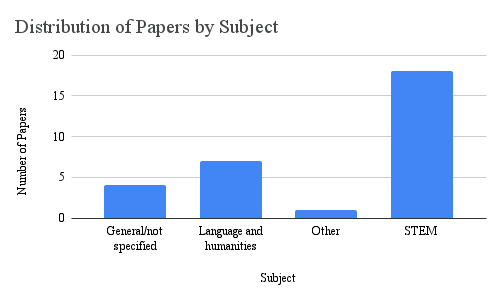 Distribution of Papers by Subject
Number of Papers
20
15
10
5
0
General/not
specified
Language and
humanities
Other
STEM
Subject